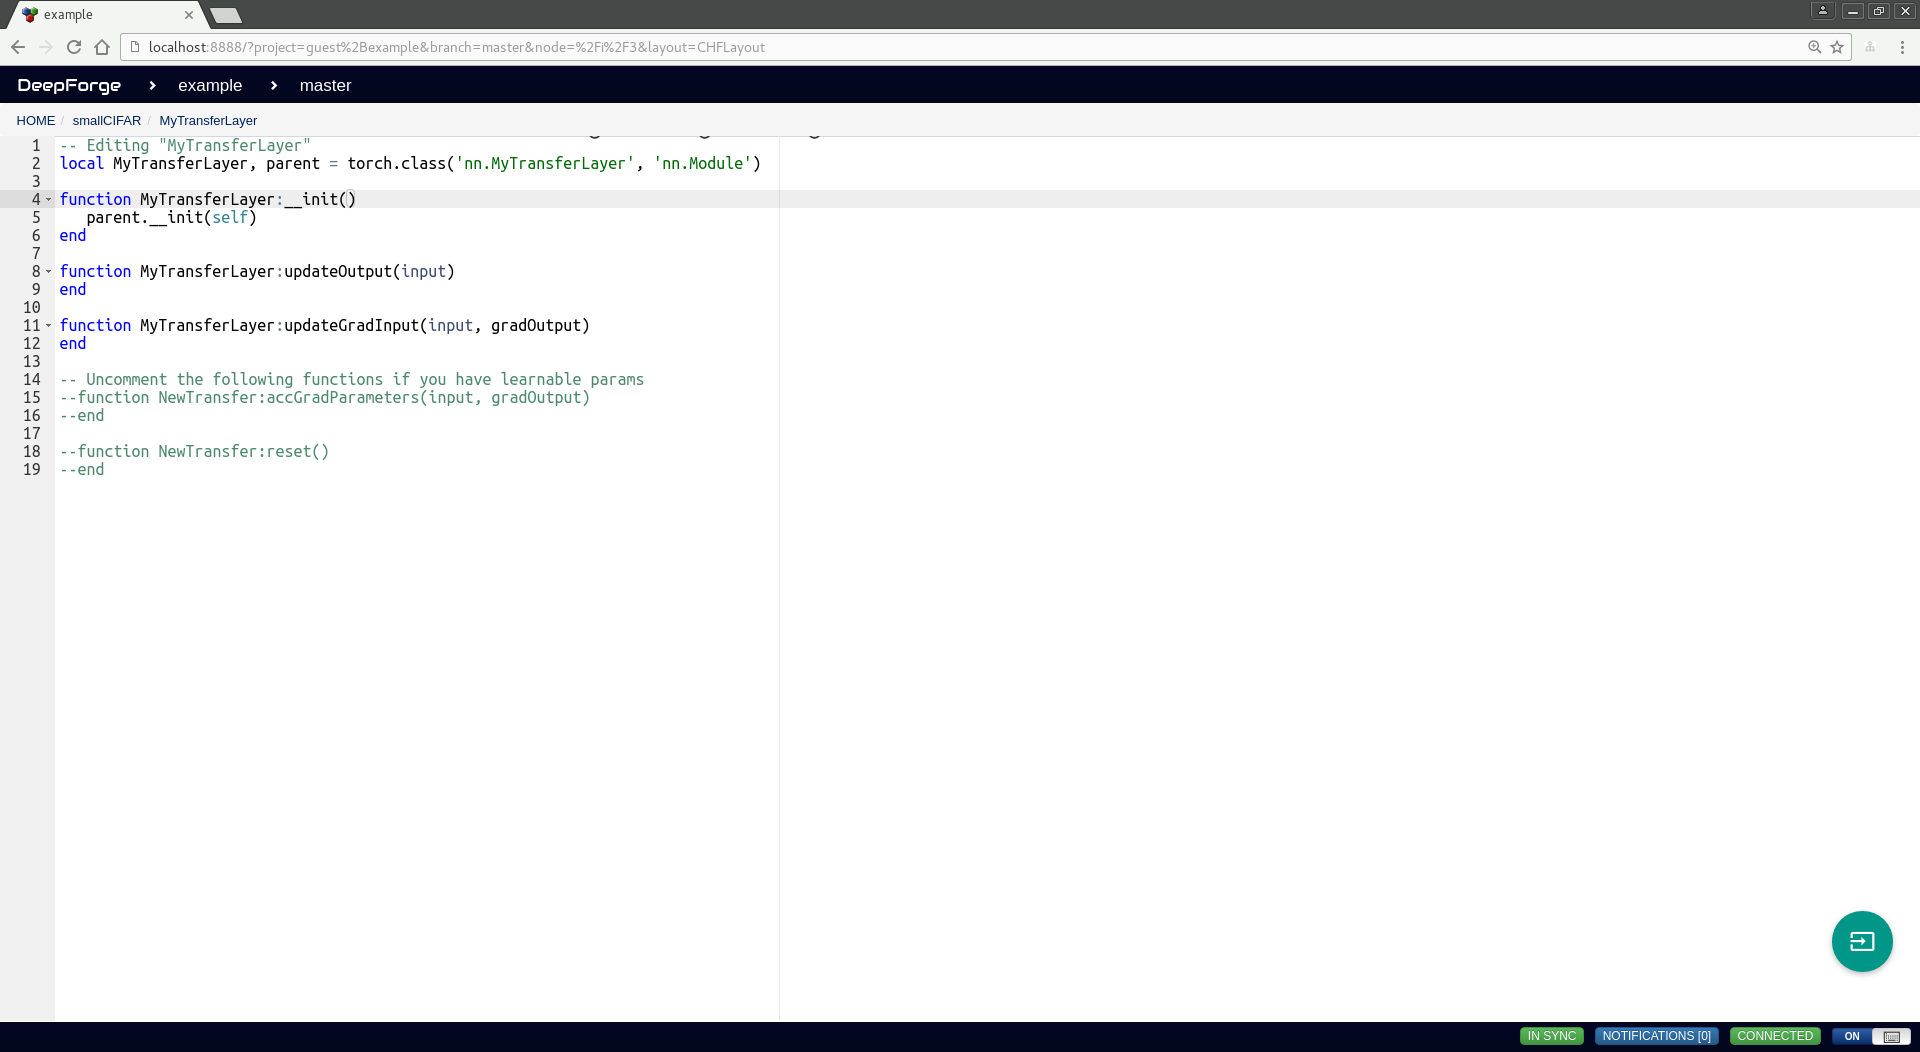 example
localhost:8888/?project=guest%2Bexample&branch=master&node=%2Fi%2F3&layout=CHFLayout
DeepForge example master
HOME / smallCIFAR / MyTransferLayer
1 -- Editing "MyTransferLayer"
2 local MyTransferLayer, parent = torch.class('nn.MyTransferLayer', 'nn.Module')
3
4 function MyTransferLayer:__init()
5    parent.__init(self)
6 end
7
8 function MyTransferLayer:updateOutput(input)
9 end
10
11 function MyTransferLayer:updateGradInput(input, gradOutput)
12 end
13
14 -- Uncomment the following functions if you have learnable params
15 --function NewTransfer:accGradParameters(input, gradOutput)
16 --end
17
18 --function NewTransfer:reset()
19 --end
IN SYNC NOTIFICATIONS [0] CONNECTED ON